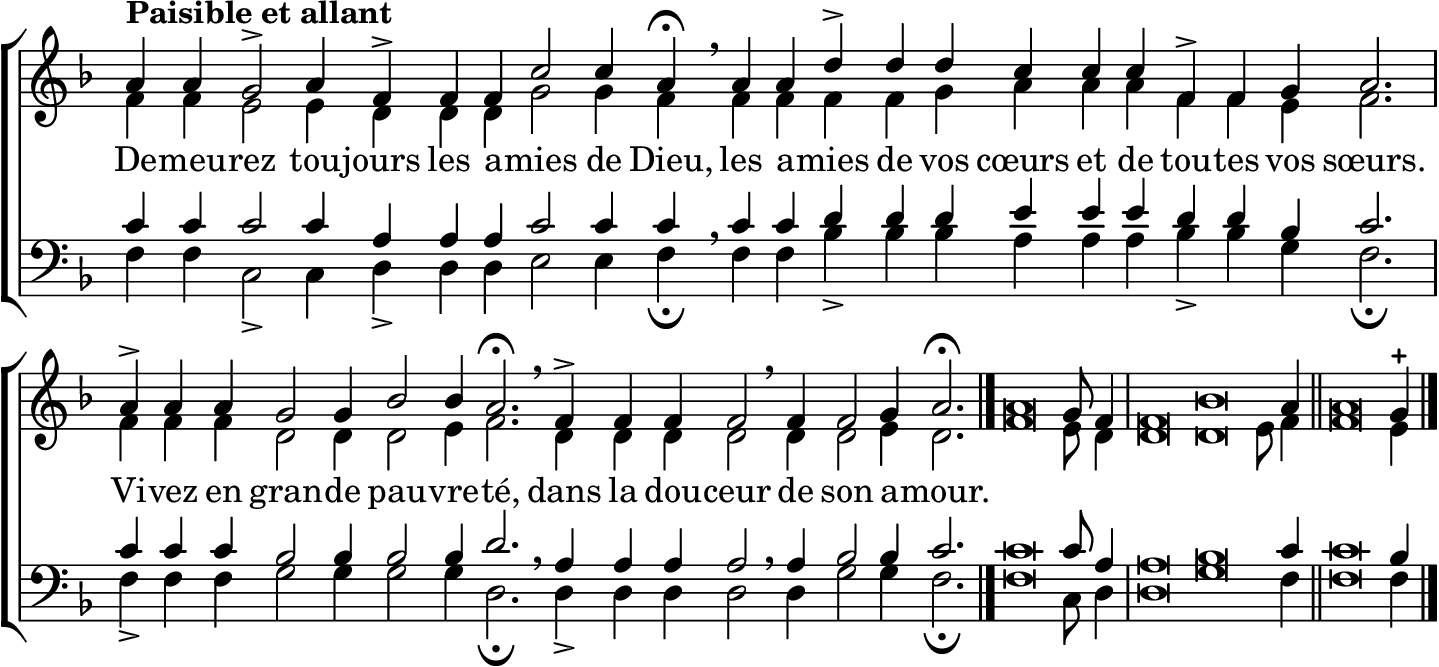 Paisible et allant
Demeurez toujours les amies de Dieu, les amies de vos cœurs et de toutes vos sœurs.
Vivez en grande pauvreté, dans la douceur de son amour.